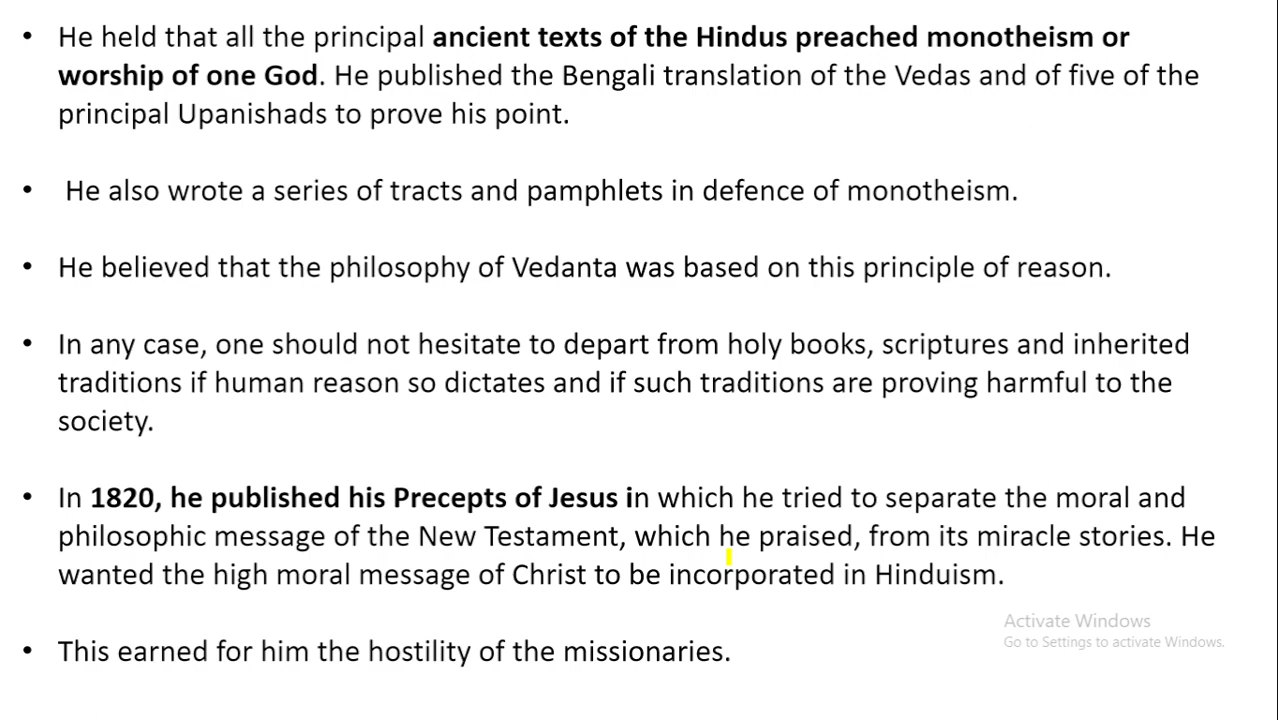 • He held that all the principal ancient texts of the Hindus preached monotheism or
worship of one God. He published the Bengali translation of the Vedas and of five of the
principal Upanishads to prove his point.
• He also wrote a series of tracts and pamphlets in defence of monotheism.
• He believed that the philosophy of Vedanta was based on this principle of reason.
• In any case, one should not hesitate to depart from holy books, scriptures and inherited
traditions if human reason so dictates and if such traditions are proving harmful to the
society.
• In 1820, he published his Precepts of Jesus in which he tried to separate the moral and
philosophic message of the New Testament, which he praised, from its miracle stories. He
wanted the high moral message of Christ to be incorporated in Hinduism.
• This earned for him the hostility of the missionaries.
Activate Windows
Go to Settings to activate Windows.